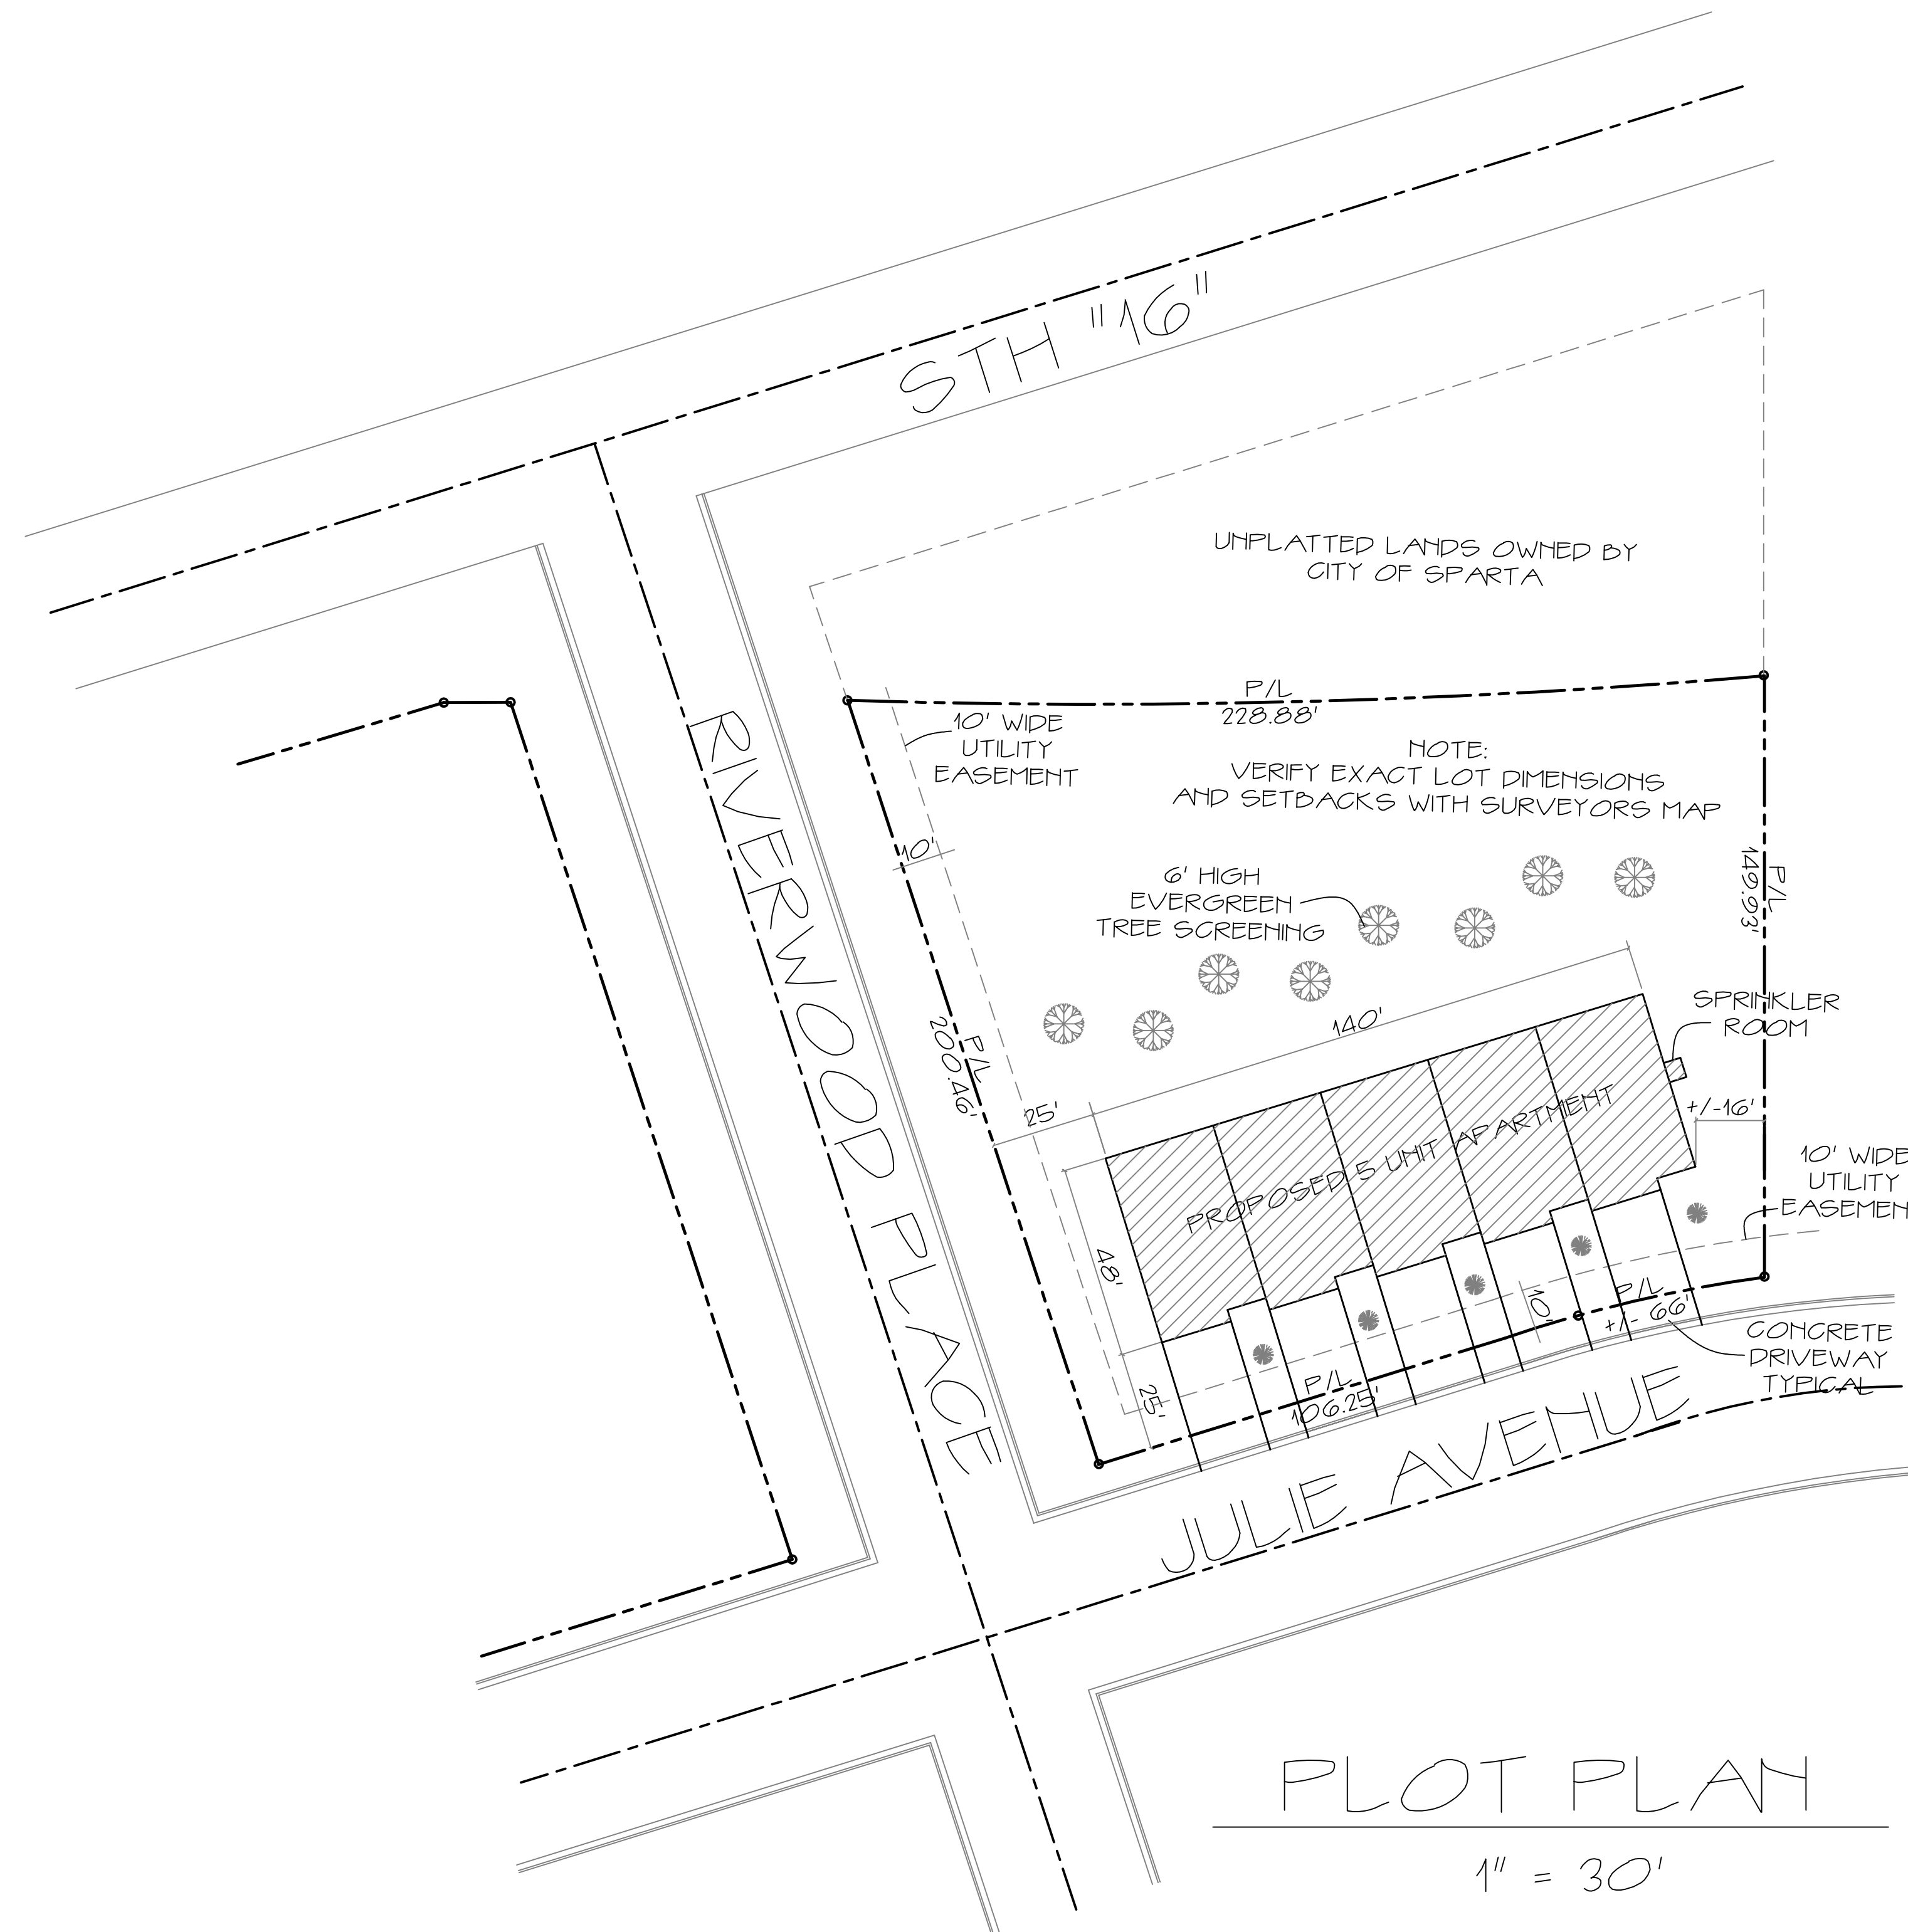 STH "16"
UNPLATTED LANDS OWNED BY
CITY OF SPARTA
P/L
228.88'
10' WIDE
UTILITY
EASEMENT
NOTE:
VERIFY EXACT LOT DIMENSIONS
AND SETBACKS WITH SURVEYORS MAP
RIVERWOOD PLACE
10'
6' HIGH
EVERGREEN
TREE SCREENING
P/L
149.93'
P/L
200.46'
140'
SPRINKLER
ROOM
25'
+/-16'
PROPOSED 5 UNIT APARTMENT
10' WIDE
UTILITY
EASEMEN
48'
10'
P/L
+/- 66'
CONCRETE
DRIVEWAY
TYPICAL
25'
P/L
106.25'
JULIE AVENUE
PLOT PLAN
1" = 30'